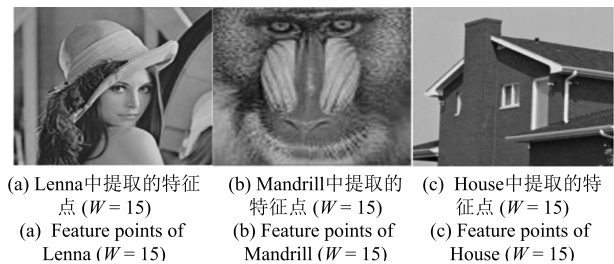 (a) Lenna中提取的特征
点 (W = 15)
(a) Feature points of
Lenna (W = 15)
(b) Mandrill中提取的
特征点 (W = 15)
(b) Feature points of
Mandrill (W = 15)
(c) House中提取的特
征点 (W = 15)
(c) Feature points of
House (W = 15)